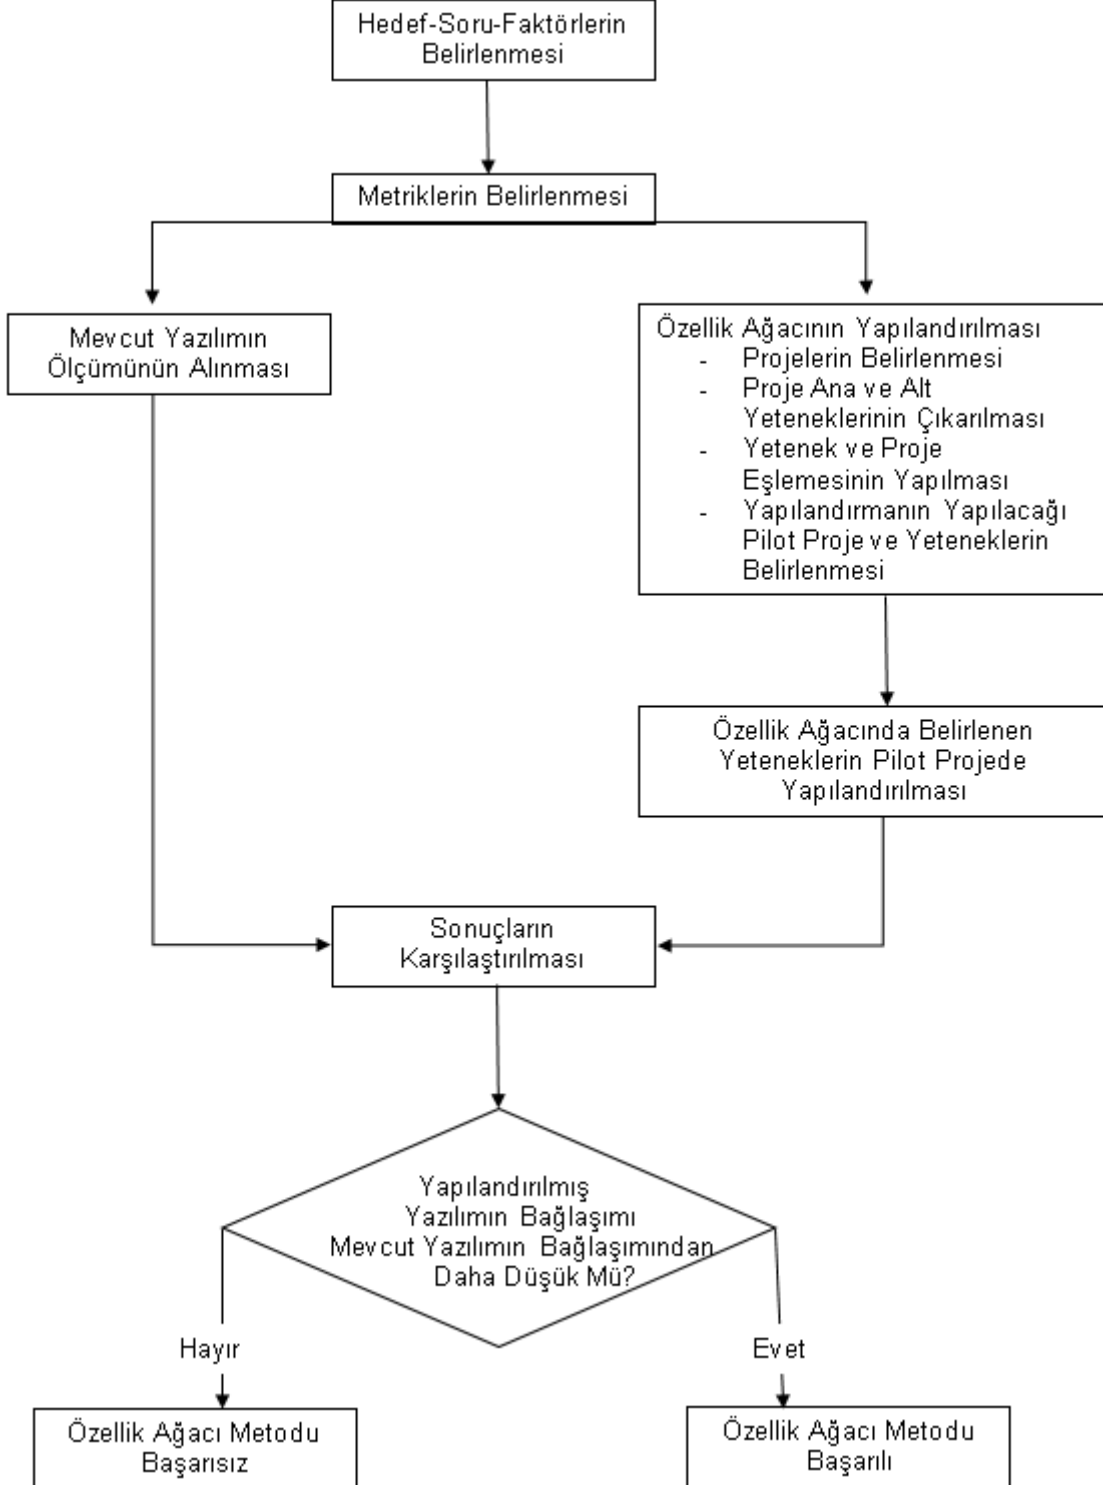 Hedef-Soru-Faktörlerin
Belirlenmesi
Metriklerin Belirlenmesi
Mevcut Yazılımın
Ölçümünün Alınması
Özellik Ağacının Yapılandırılması
- Projelerin Belirlenmesi
- Proje Ana ve Alt
Yeteneklerinin Çıkarılması
- Yetenek ve Proje
Eşlemesinin Yapılması
- Yapılandırmanın Yapılacağı
Pilot Proje ve Yeteneklerin
Belirlenmesi
Özellik Ağacında Belirlenen
Yeteneklerin Pilot Projede
Yapılandırılması
Sonuçların
Karşılaştırılması
Yapılandırılmış
Yazılımın Bağlaşımı
Mevcut Yazılımın Bağlaşımından
Daha Düşük Mü?
Hayır
Evet
Özellik Ağacı Metodu
Başarısız
Özellik Ağacı Metodu
Başarılı